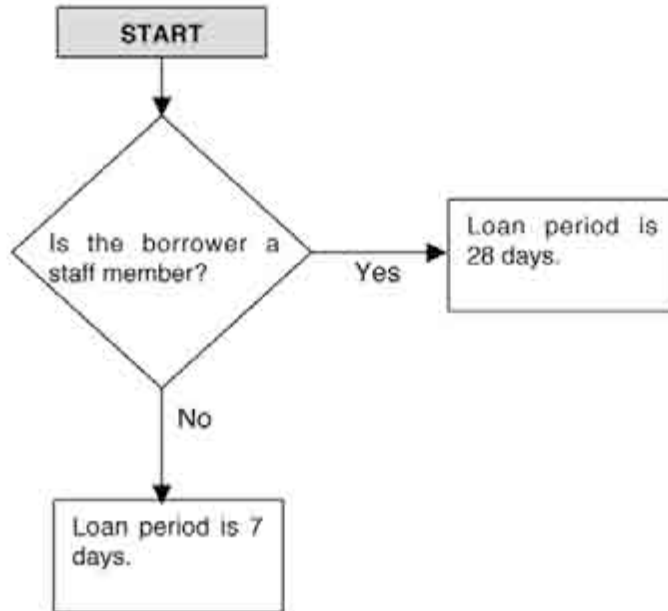 START
Is the borrower a
staff member?
Yes
Loan period is
28 days.
No
Loan period is 7
days.